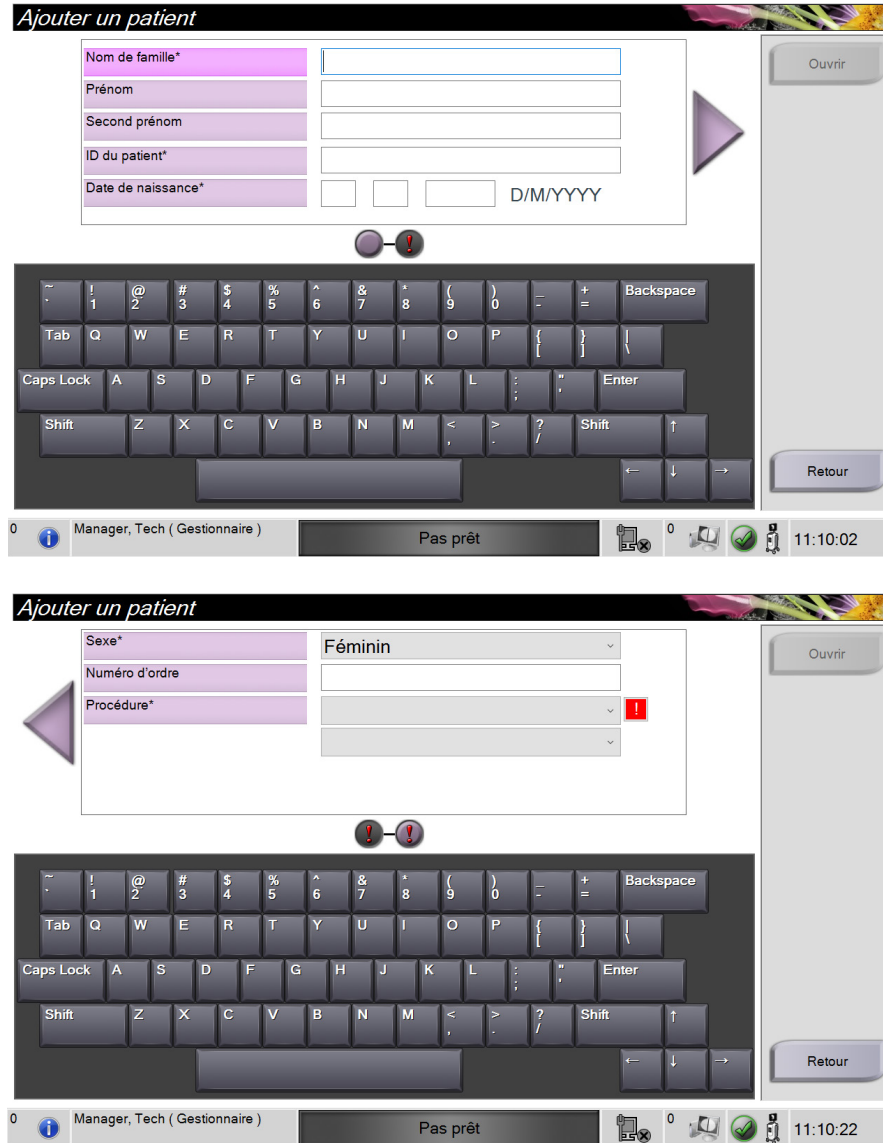 Ajouter un patient
Nom de famille*
Ouvrir
Prénom
Second prénom
ID du patient*
Date de naissance* D/M/YYYY
~ ! @ # $ % ^ & * ( ) _ + Backspace
` 1 2 3 4 5 6 7 8 9 0 - =
Tab Q W E R T Y U I O P { } |
[ ] \
Caps Lock A S D F G H J K L : " Enter
; '
Shift Z X C V B N M < > ? Shift ↑
, . /
← ↓ →
Retour
0 Manager, Tech ( Gestionnaire ) Pas prêt 0 11:10:02
Ajouter un patient
Sexe* Féminin
Ouvrir
Numéro d'ordre
Procédure* !
~ ! @ # $ % ^ & * ( ) _ + Backspace
` 1 2 3 4 5 6 7 8 9 0 - =
Tab Q W E R T Y U I O P { } |
[ ] \
Caps Lock A S D F G H J K L : " Enter
; '
Shift Z X C V B N M < > ? Shift ↑
, . /
← ↓ →
Retour
0 Manager, Tech ( Gestionnaire ) Pas prêt 0 11:10:22